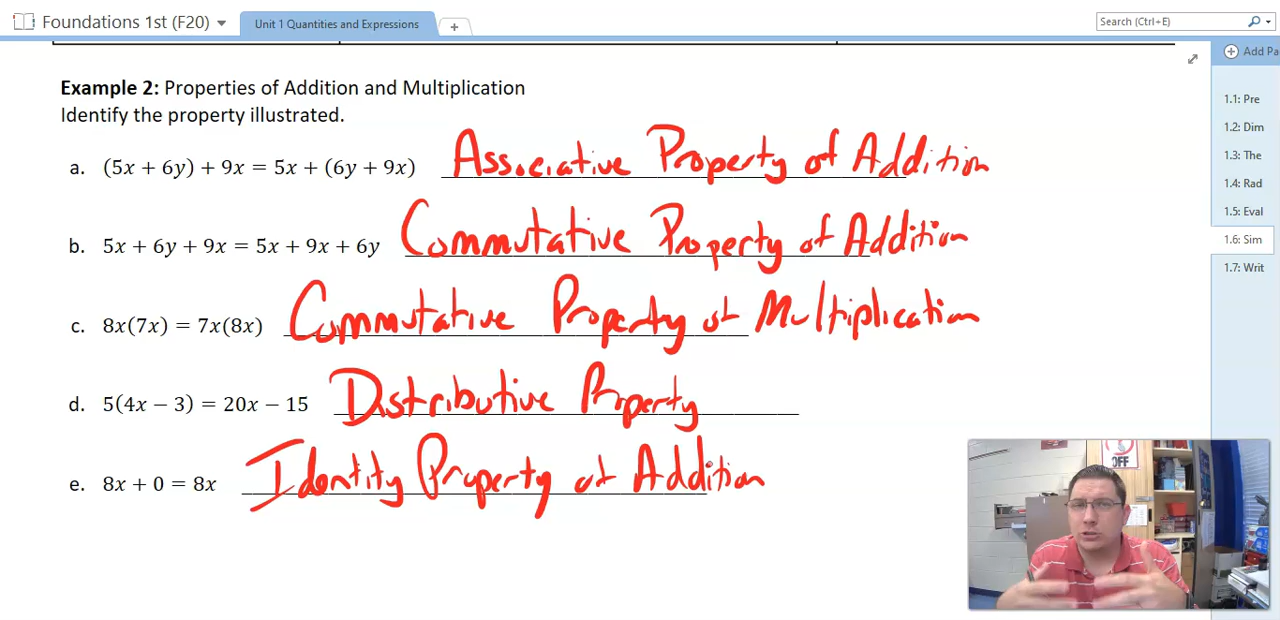 Foundations 1st (F20)
Unit 1 Quantities and Expressions
+
Search (Ctrl+E)
Add Pa
Example 2: Properties of Addition and Multiplication
Identify the property illustrated.
a. (5x + 6y) + 9x = 5x + (6y + 9x) Associative Property of Addition
b. 5x + 6y + 9x = 5x + 9x + 6y Commutative Property of Addition
c. 8x(7x) = 7x(8x) Commutative Property of Multiplication
d. 5(4x − 3) = 20x − 15 Distributive Property
e. 8x + 0 = 8x Identity Property of Addition
1.1: Pre
1.2: Dim
1.3: The
1.4: Rad
1.5: Eval
1.6: Sim
1.7: Writ
OFF